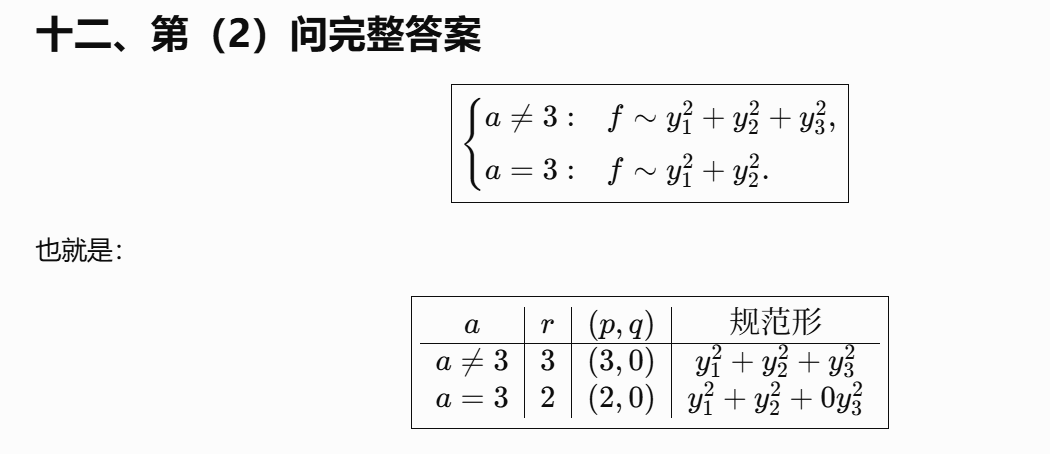 十二、第（2）问完整答案
a ≠ 3 : f ∼ y₁² + y₂² + y₃²,
a = 3 : f ∼ y₁² + y₂².
也就是：
a r (p, q) 规范形
a ≠ 3 3 (3, 0) y₁² + y₂² + y₃²
a = 3 2 (2, 0) y₁² + y₂² + 0y₃²